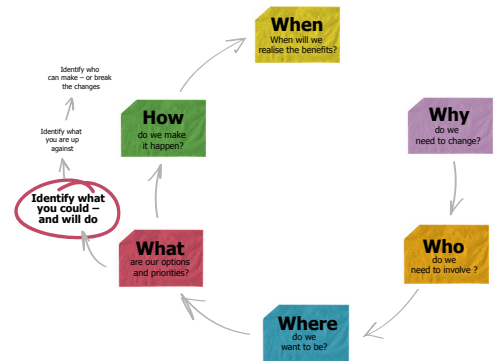 When
When will we
realise the benefits?
Identify who
can make – or break
the changes
How
do we make
it happen?
Why
do we
need to change?
Identify what
you are up
against
Identify what
you could –
and will do
What
are our options
and priorities?
Who
do we
need to involve ?
Where
do we
want to be?